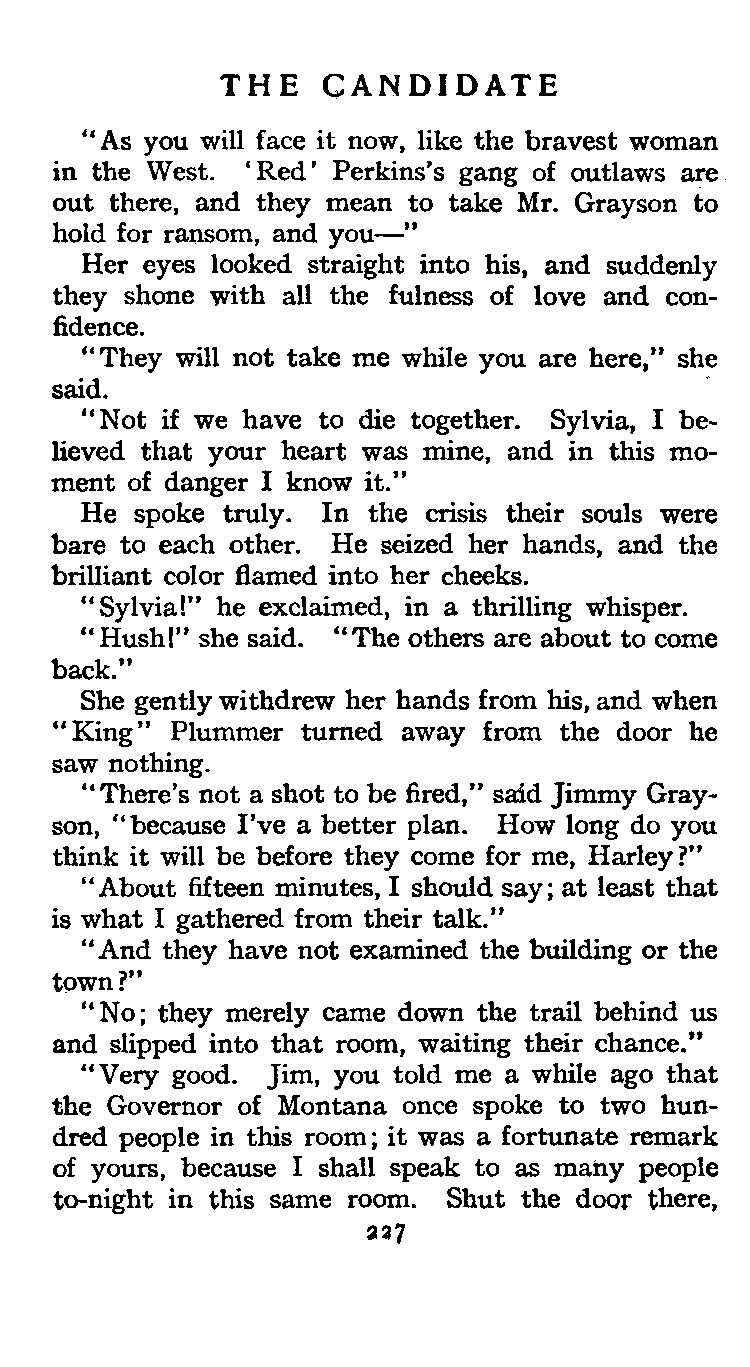 THE CANDIDATE
“As you will face it now, like the bravest woman
in the West. ‘Red’ Perkins’s gang of outlaws are
out there, and they mean to take Mr. Grayson to
hold for ransom, and you—”
Her eyes looked straight into his, and suddenly
they shone with all the fulness of love and con-
fidence.
“They will not take me while you are here,” she
said.
“Not if we have to die together. Sylvia, I be-
lieved that your heart was mine, and in this mo-
ment of danger I know it.”
He spoke truly. In the crisis their souls were
bare to each other. He seized her hands, and the
brilliant color flamed into her cheeks.
“Sylvia!” he exclaimed, in a thrilling whisper.
“Hush!” she said. “The others are about to come
back.”
She gently withdrew her hands from his, and when
“King” Plummer turned away from the door he
saw nothing.
“There’s not a shot to be fired,” said Jimmy Gray-
son, “because I’ve a better plan. How long do you
think it will be before they come for me, Harley?”
“About fifteen minutes, I should say; at least that
is what I gathered from their talk.”
“And they have not examined the building or the
town?”
“No; they merely came down the trail behind us
and slipped into that room, waiting their chance.”
“Very good. Jim, you told me a while ago that
the Governor of Montana once spoke to two hun-
dred people in this room; it was a fortunate remark
of yours, because I shall speak to as many people
to-night in this same room. Shut the door there,
227